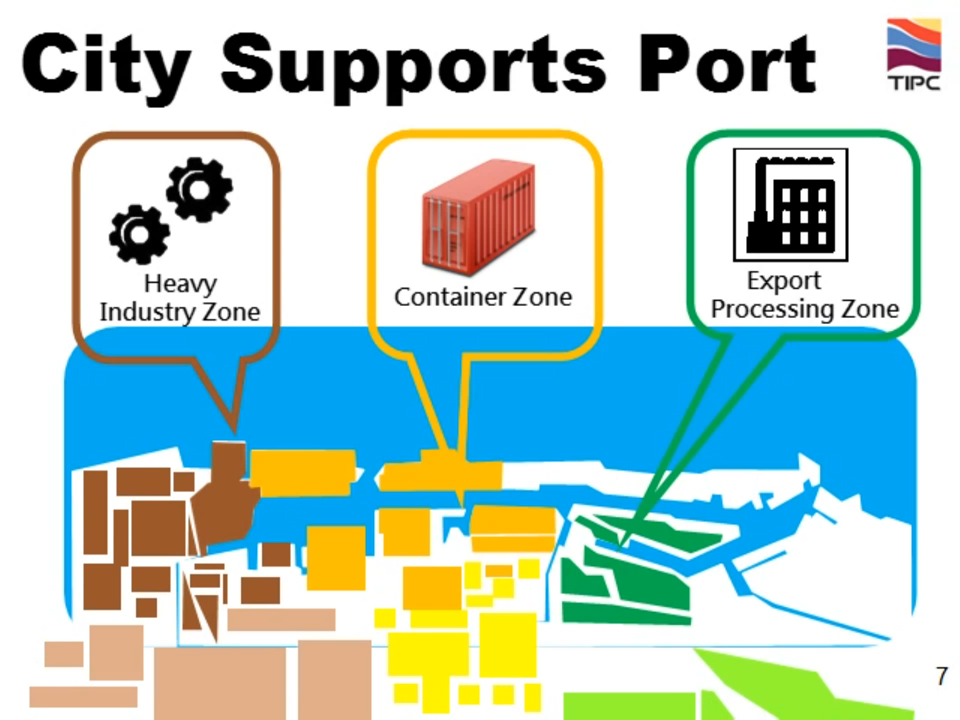 City Supports Port
TIPC
Heavy
Industry Zone
Container Zone
Export
Processing Zone
7